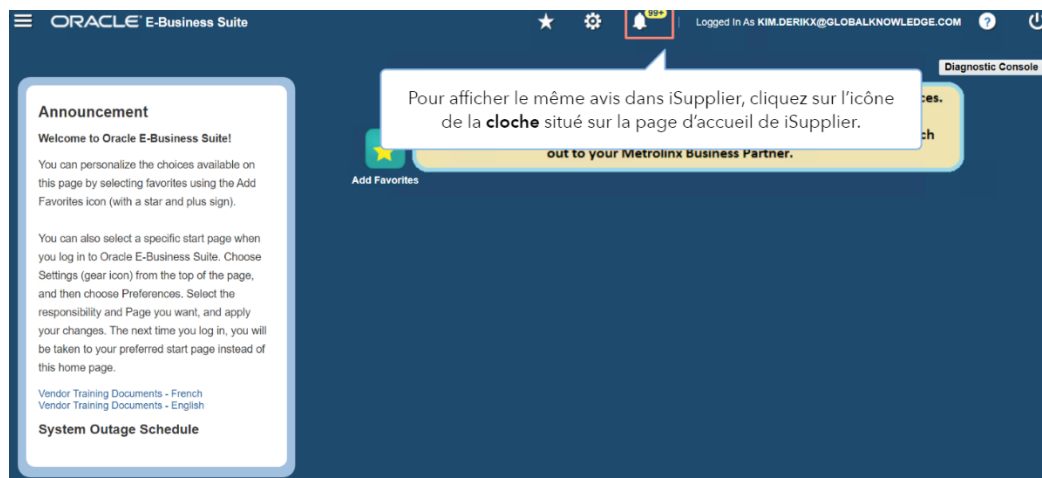 ORACLE E-Business Suite
99+
Logged In As KIM.DERIKX@GLOBALKNOWLEDGE.COM
?
Diagnostic Console
Announcement
Welcome to Oracle E-Business Suite!
You can personalize the choices available on
this page by selecting favorites using the Add
Favorites icon (with a star and plus sign).
You can also select a specific start page when
you log in to Oracle E-Business Suite. Choose
Settings (gear icon) from the top of the page,
and then choose Preferences. Select the
responsibility and Page you want, and apply
your changes. The next time you log in, you will
be taken to your preferred start page instead of
this home page.
Vendor Training Documents - French
Vendor Training Documents - English
System Outage Schedule
Pour afficher le même avis dans iSupplier, cliquez sur l'icône
de la cloche situé sur la page d'accueil de iSupplier.
out to your Metrolinx Business Partner.
Add Favorites